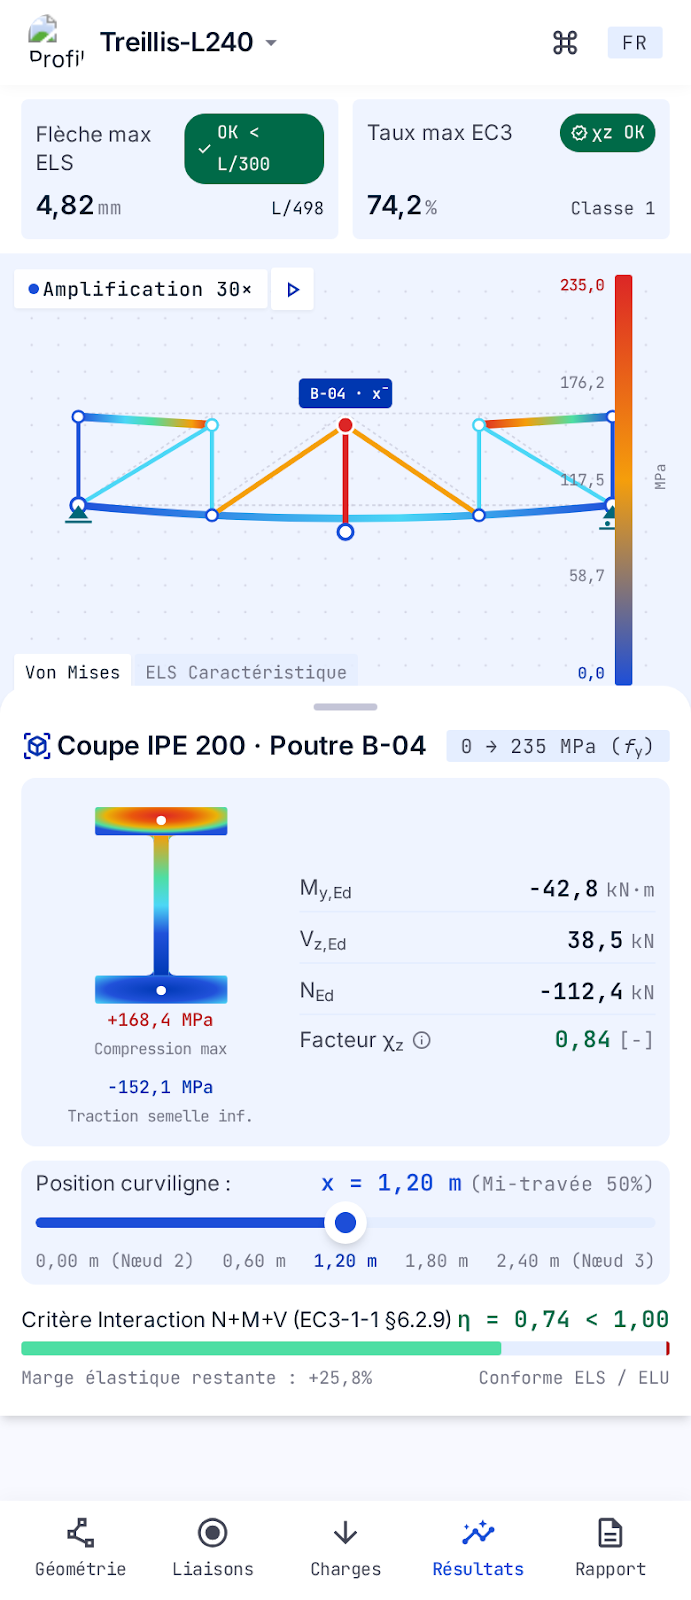 Profil
Treillis-L240
FR
Flèche max
ELS
OK <
L/300
4,82 mm
L/498
Taux max EC3
χz OK
74,2 %
Classe 1
Amplification 30×
235,0
176,2
117,5
58,7
0,0
MPa
B-04 · x⁻
Von Mises
ELS Caractéristique
Coupe IPE 200 · Poutre B-04
0 → 235 MPa (fy)
+168,4 MPa
Compression max
-152,1 MPa
Traction semelle inf.
My,Ed
-42,8 kN·m
Vz,Ed
38,5 kN
NEd
-112,4 kN
Facteur χz
0,84 [-]
Position curviligne :
x = 1,20 m (Mi-travée 50%)
0,00 m (Nœud 2)
0,60 m
1,20 m
1,80 m
2,40 m (Nœud 3)
Critère Interaction N+M+V (EC3-1-1 §6.2.9)
η = 0,74 < 1,00
Marge élastique restante : +25,8%
Conforme ELS / ELU
Géométrie
Liaisons
Charges
Résultats
Rapport